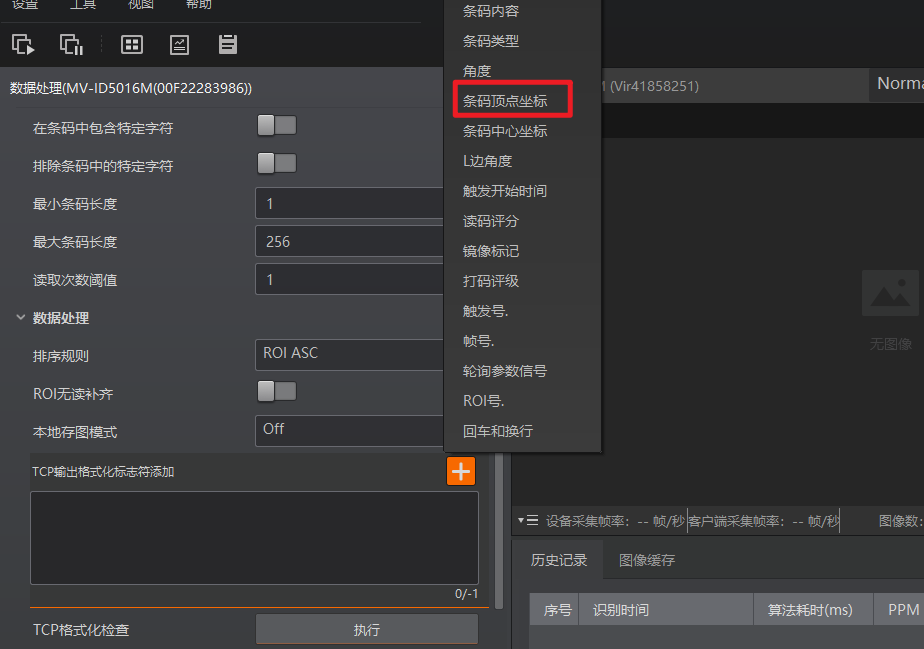 设置 工具 视图 帮助
数据处理(MV-ID5016M(00F22283986))
在条码中包含特定字符
排除条码中的特定字符
最小条码长度 1
最大条码长度 256
读取次数阈值 1
数据处理
排序规则 ROI ASC
ROI无读补齐
本地存图模式 Off
TCP输出格式化标志符添加
0/-1
TCP格式化检查 执行
条码内容
条码类型
角度
条码顶点坐标
条码中心坐标
L边角度
触发开始时间
读码评分
镜像标记
打码评级
触发号.
帧号.
轮询参数信号
ROI号.
回车和换行
(Vir41858251)
Norma
无图像
设备采集帧率: -- 帧/秒 客户端采集帧率: -- 帧/秒 图像数:
历史记录 图像缓存
序号 识别时间 算法耗时(ms) PPM